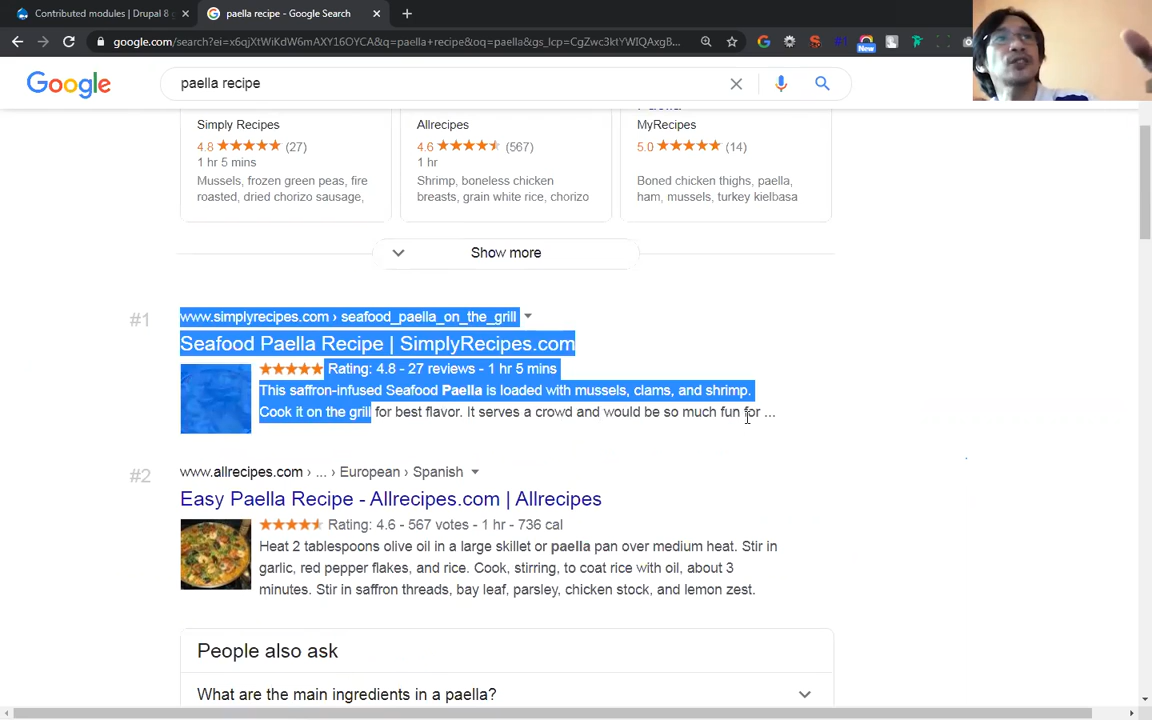 Contributed modules | Drupal 8
paella recipe - Google Search
google.com/search?ei=x6qjXtWiKdW6mAXY16OYCA&q=paella+recipe&oq=paella&gs_lcp=CgZwc3ktYWIQAxgB...
#1
New
Google
paella recipe
Simply Recipes
4.8 (27)
1 hr 5 mins
Mussels, frozen green peas, fire
roasted, dried chorizo sausage,
Allrecipes
4.6 (567)
1 hr
Shrimp, boneless chicken
breasts, grain white rice, chorizo
MyRecipes
5.0 (14)
Boned chicken thighs, paella,
ham, mussels, turkey kielbasa
Show more
#1
www.simplyrecipes.com › seafood_paella_on_the_grill
Seafood Paella Recipe | SimplyRecipes.com
Rating: 4.8 - 27 reviews - 1 hr 5 mins
This saffron-infused Seafood Paella is loaded with mussels, clams, and shrimp.
Cook it on the grill for best flavor. It serves a crowd and would be so much fun for ...
#2
www.allrecipes.com › ... › European › Spanish
Easy Paella Recipe - Allrecipes.com | Allrecipes
Rating: 4.6 - 567 votes - 1 hr - 736 cal
Heat 2 tablespoons olive oil in a large skillet or paella pan over medium heat. Stir in
garlic, red pepper flakes, and rice. Cook, stirring, to coat rice with oil, about 3
minutes. Stir in saffron threads, bay leaf, parsley, chicken stock, and lemon zest.
People also ask
What are the main ingredients in a paella?